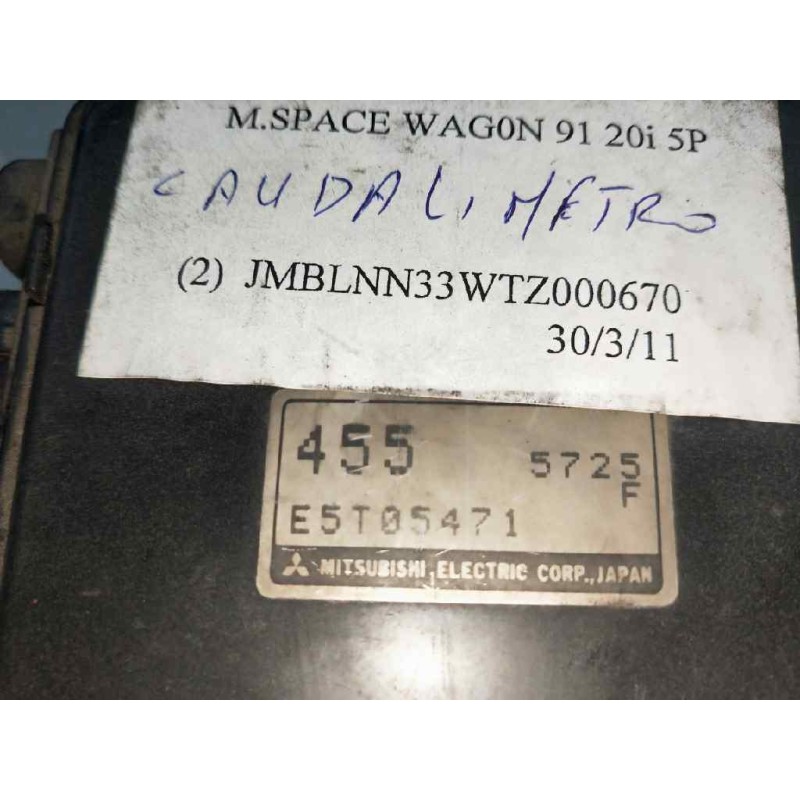 M.SPACE WAG0N 91 20i 5P
CAUDALIMETRO
(2) JMBLNN33WTZ000670
30/3/11
455 5725
F
E5T05471
MITSUBISHI ELECTRIC CORP., JAPAN